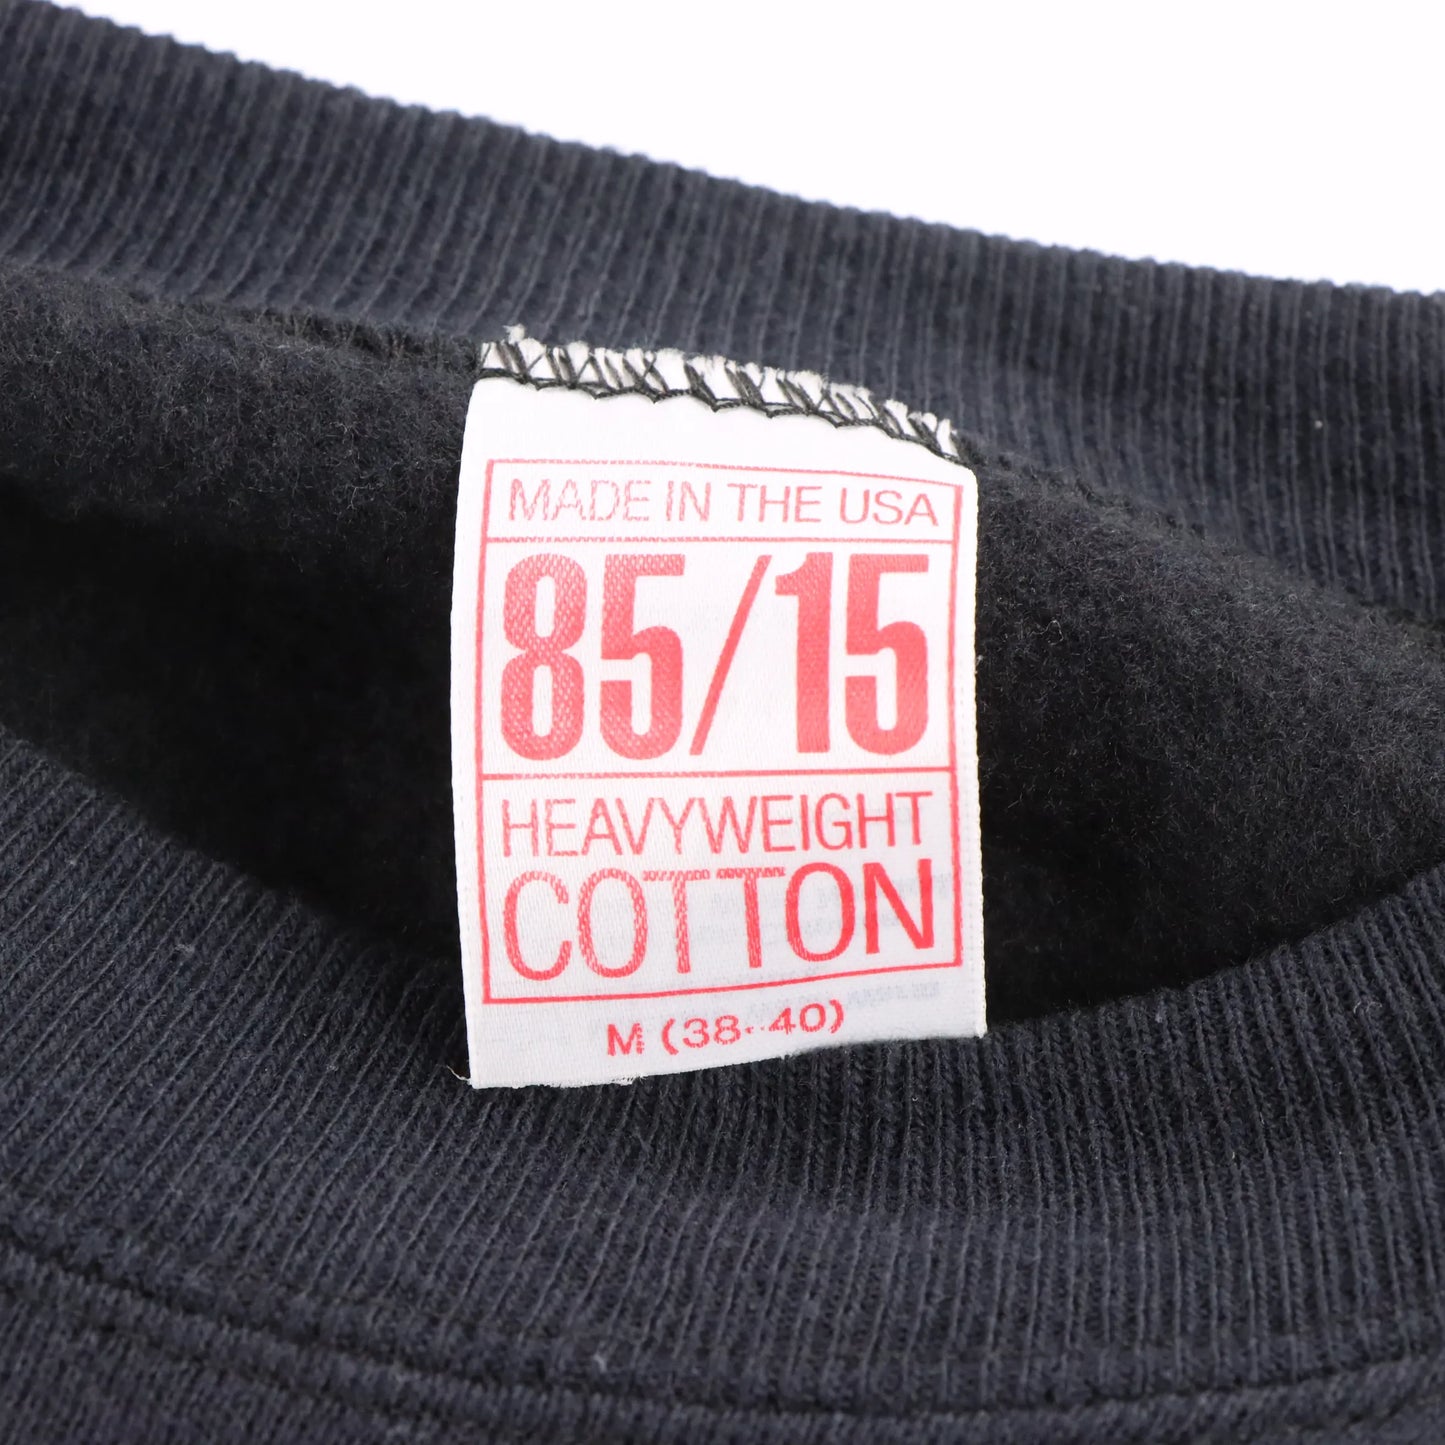 MADE IN THE USA
85/15
HEAVYWEIGHT
COTTON
M (38-40)